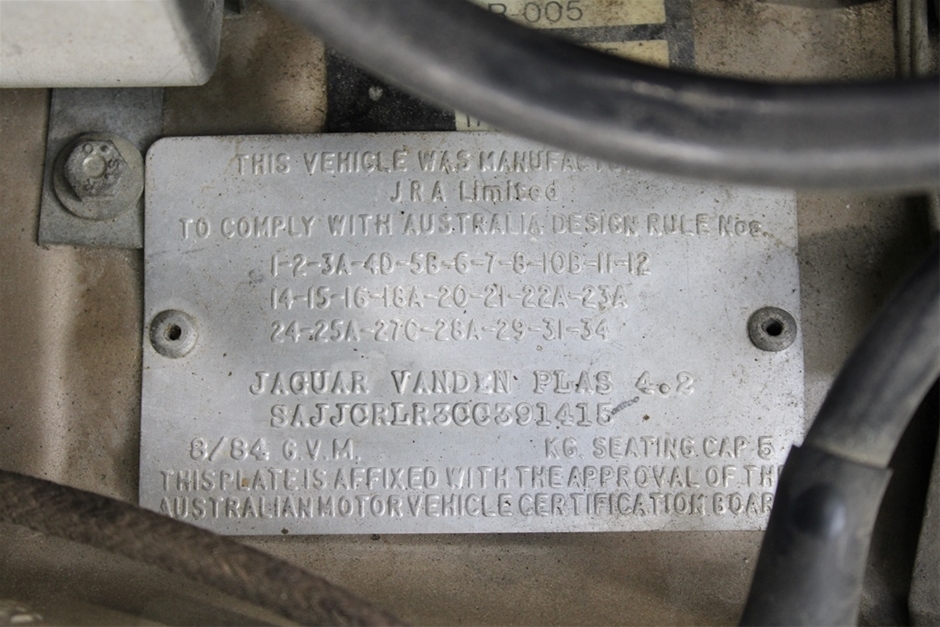 R-005
THIS VEHICLE WAS
JRA Limited
TO COMPLY WITH AUSTRALIA DESIGN RULE Nos.
1-2-3A-4D-5B-6-7-8-10B-11-12
14-15-16-18A-20-21-22A-23A
24-25A-27C-28A-29-31-34
JAGUAR VANDEN PLAS 4.2
SAJJCRLR3CC391415
8/84 G.V.M. KG. SEATING.CAP 5
THIS PLATE IS AFFIXED WITH THE APPROVAL OF TH
AUSTRALIAN MOTOR VEHICLE CERTIFICATION BOAR